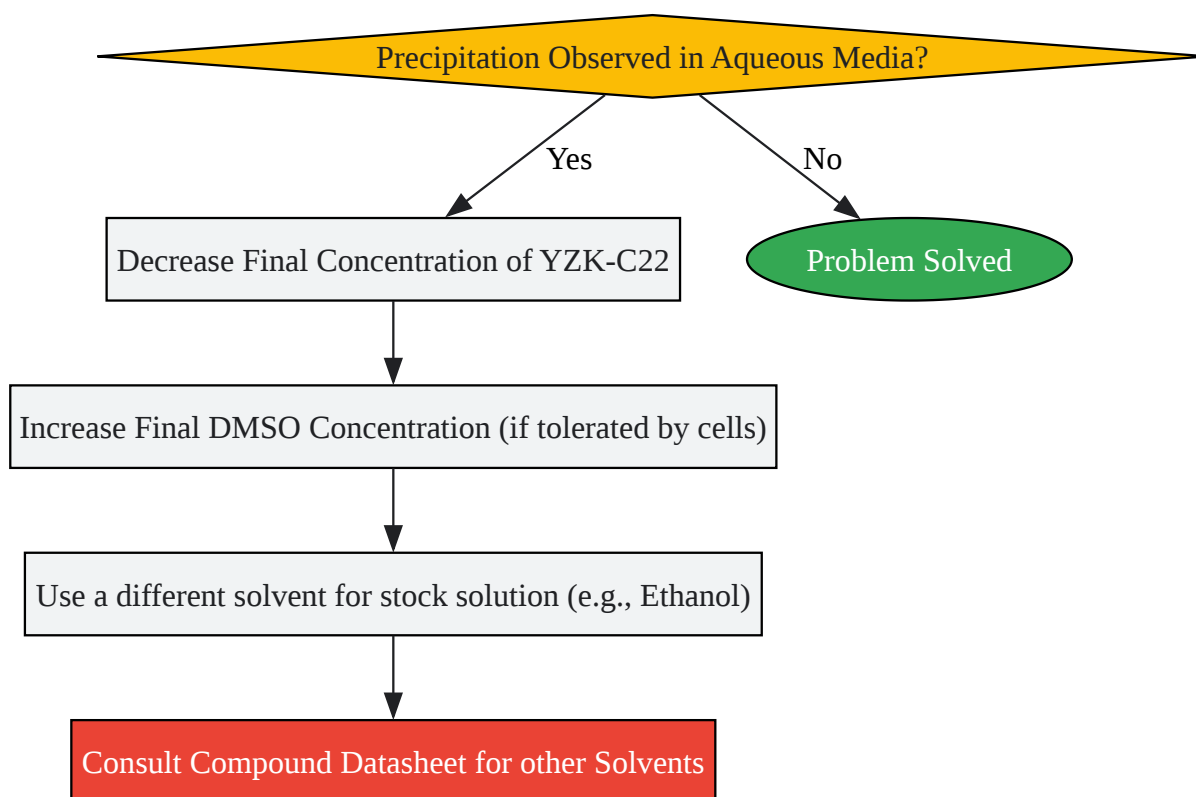 Precipitation Observed in Aqueous Media?
Yes
No
Decrease Final Concentration of YZK-C22
Problem Solved
Increase Final DMSO Concentration (if tolerated by cells)
Use a different solvent for stock solution (e.g., Ethanol)
Consult Compound Datasheet for other Solvents